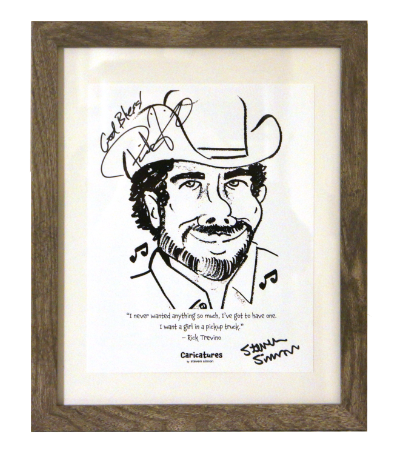 God Bless!
"I never wanted anything so much, I've got to have one.
I want a girl in a pickup truck."
~ Rick Trevino
Caricatures